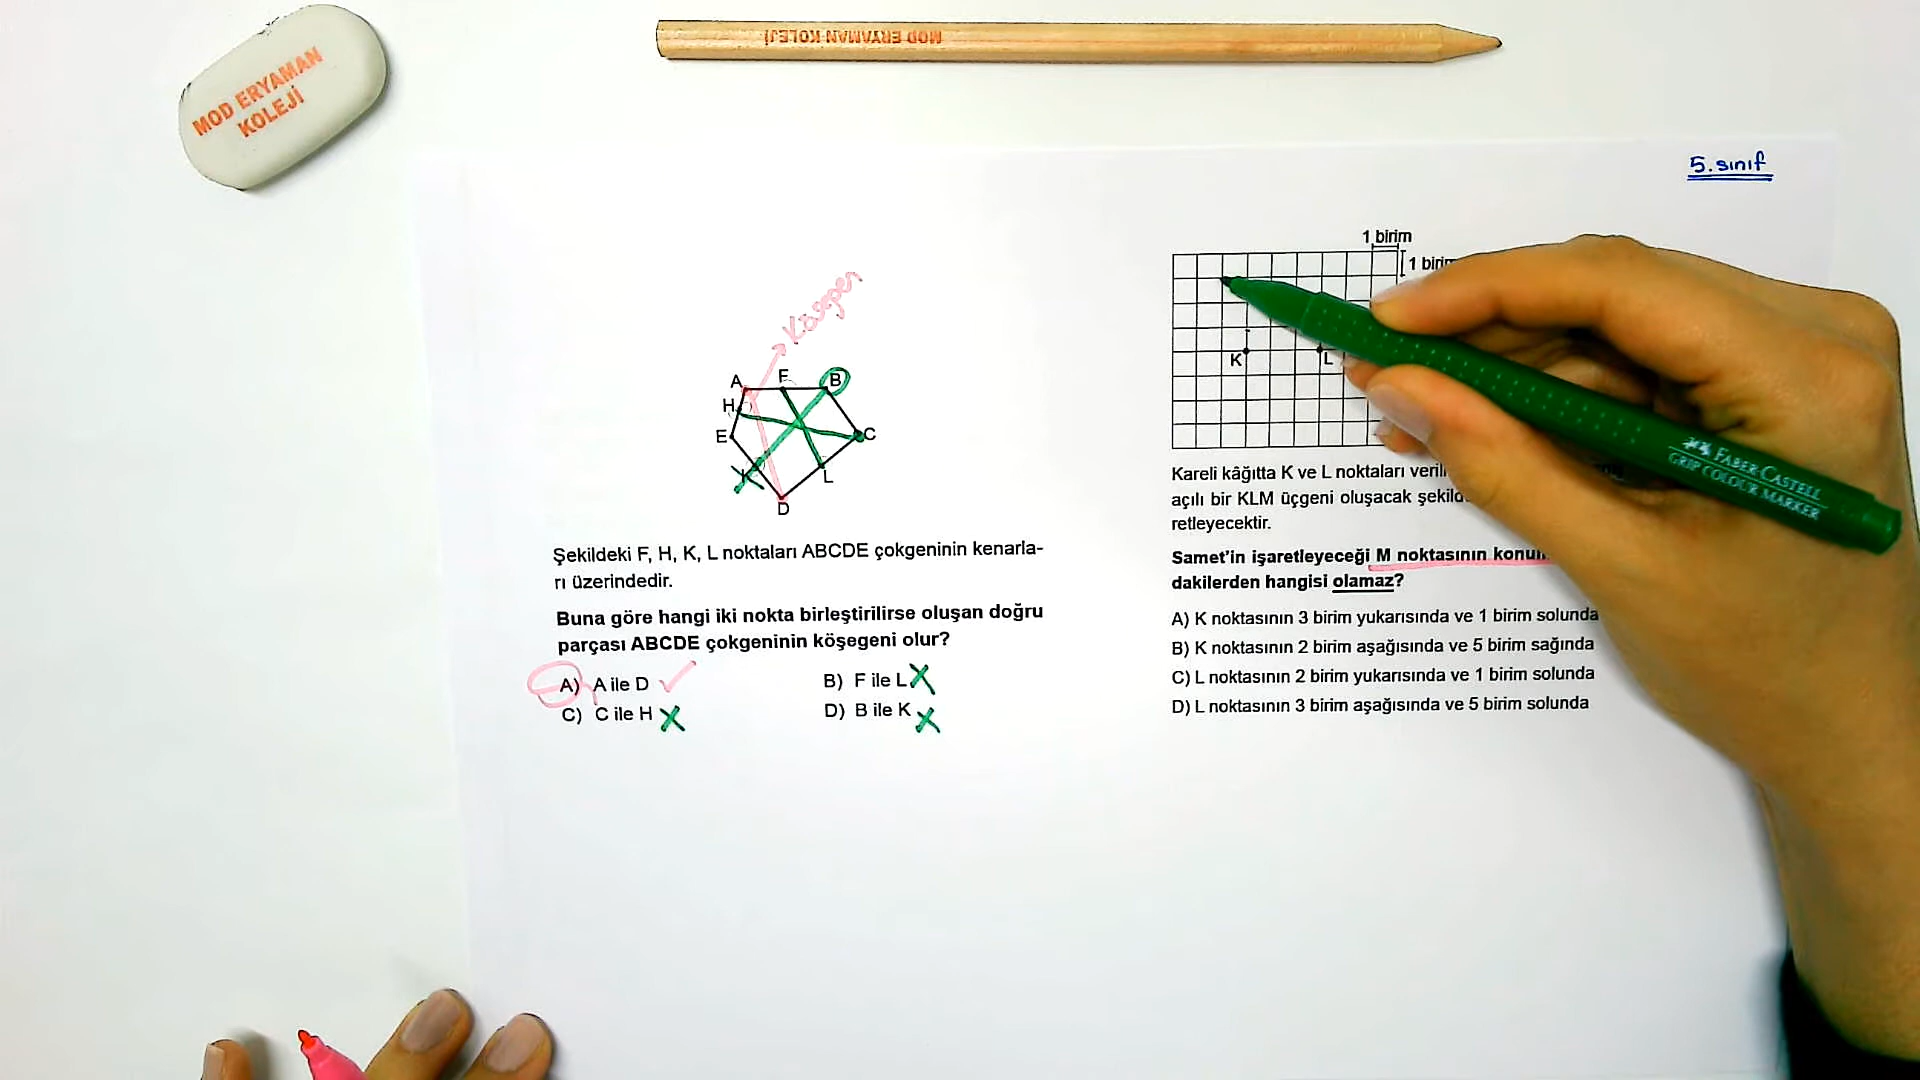 MOD ERYAMAN
KOLEJİ
MOD ERYAMAN KOLEJİ
5. sınıf
Köşegen
A
F
B
H
E
C
K
L
D
Şekildeki F, H, K, L noktaları ABCDE çokgeninin kenarla-
rı üzerindedir.
Buna göre hangi iki nokta birleştirilirse oluşan doğru
parçası ABCDE çokgeninin köşegeni olur?
A) A ile D
B) F ile L
C) C ile H
D) B ile K
1 birim
1 birim
K
L
Kareli kâğıtta K ve L noktaları
açılı bir KLM üçgeni oluşacak
retleyecektir.
Samet'in işaretleyeceği M noktasının
dakilerden hangisi olamaz?
A) K noktasının 3 birim yukarısında ve 1 birim solunda
B) K noktasının 2 birim aşağısında ve 5 birim sağında
C) L noktasının 2 birim yukarısında ve 1 birim solunda
D) L noktasının 3 birim aşağısında ve 5 birim solunda
FABER-CASTELL
GRIP COLOUR MARKER